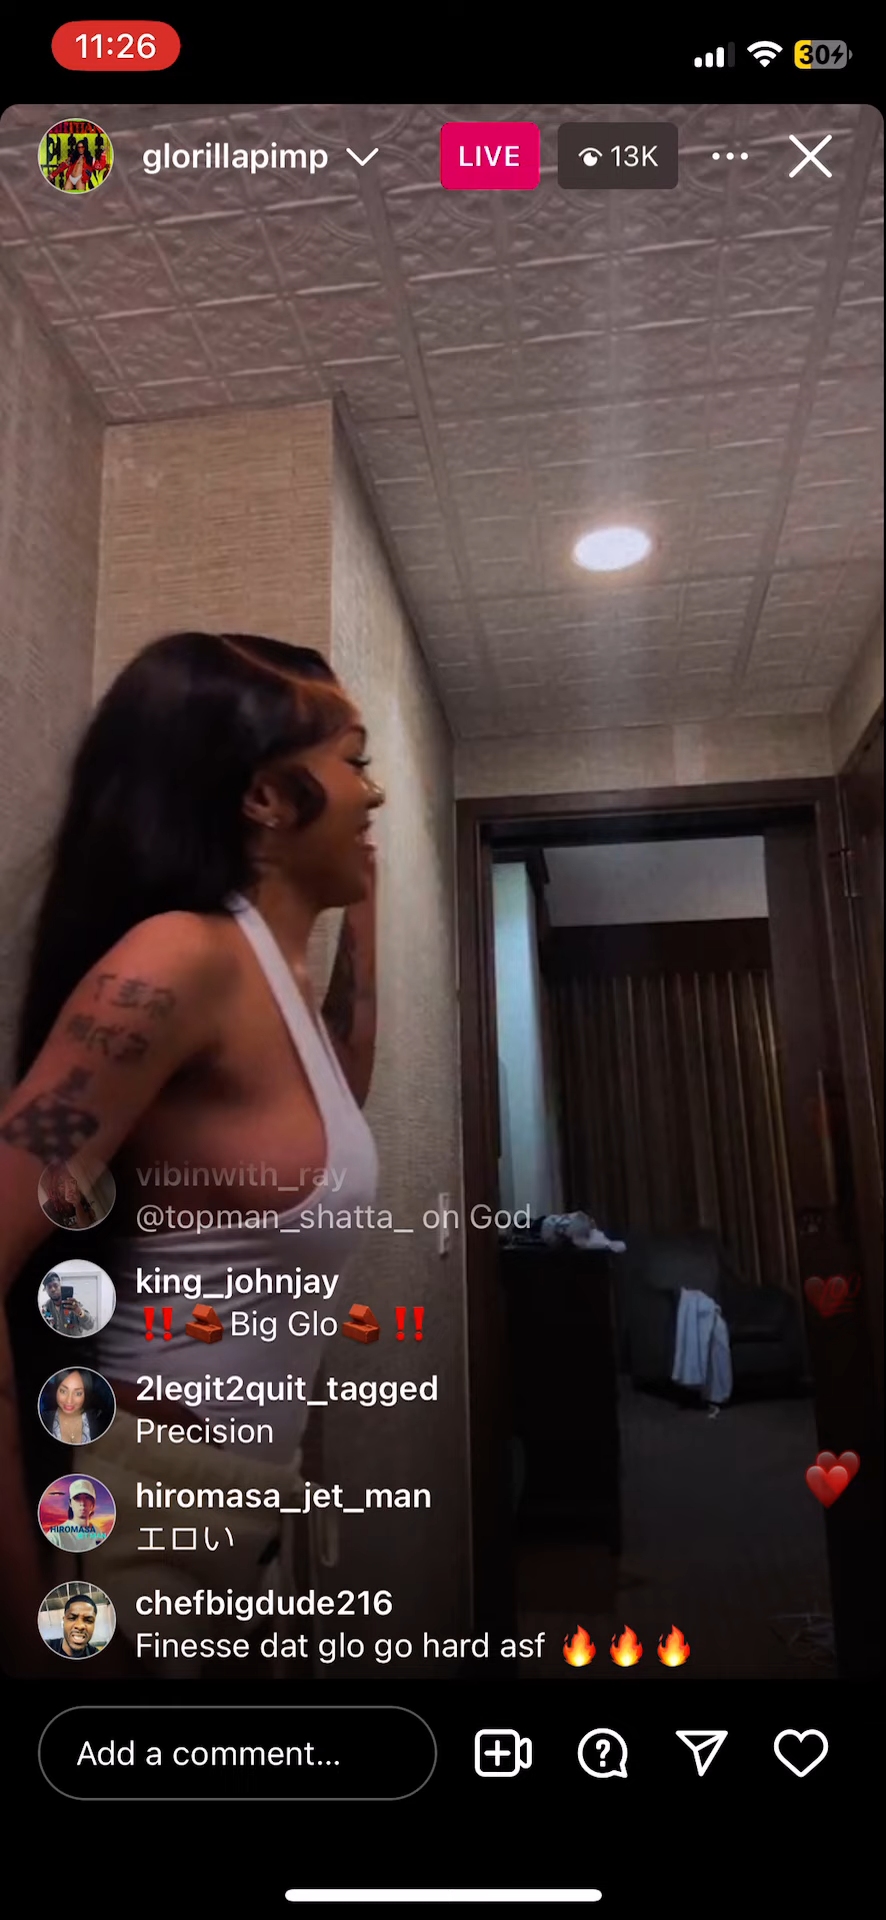 11:26
30
glorillapimp
LIVE
13K
vibinwith_ray
@topman_shatta_ on God
king_johnjay
‼️🧱Big Glo🧱‼️
2legit2quit_tagged
Precision
hiromasa_jet_man
エロい
HIROMASA
chefbigdude216
Finesse dat glo go hard asf 🔥🔥🔥
Add a comment...